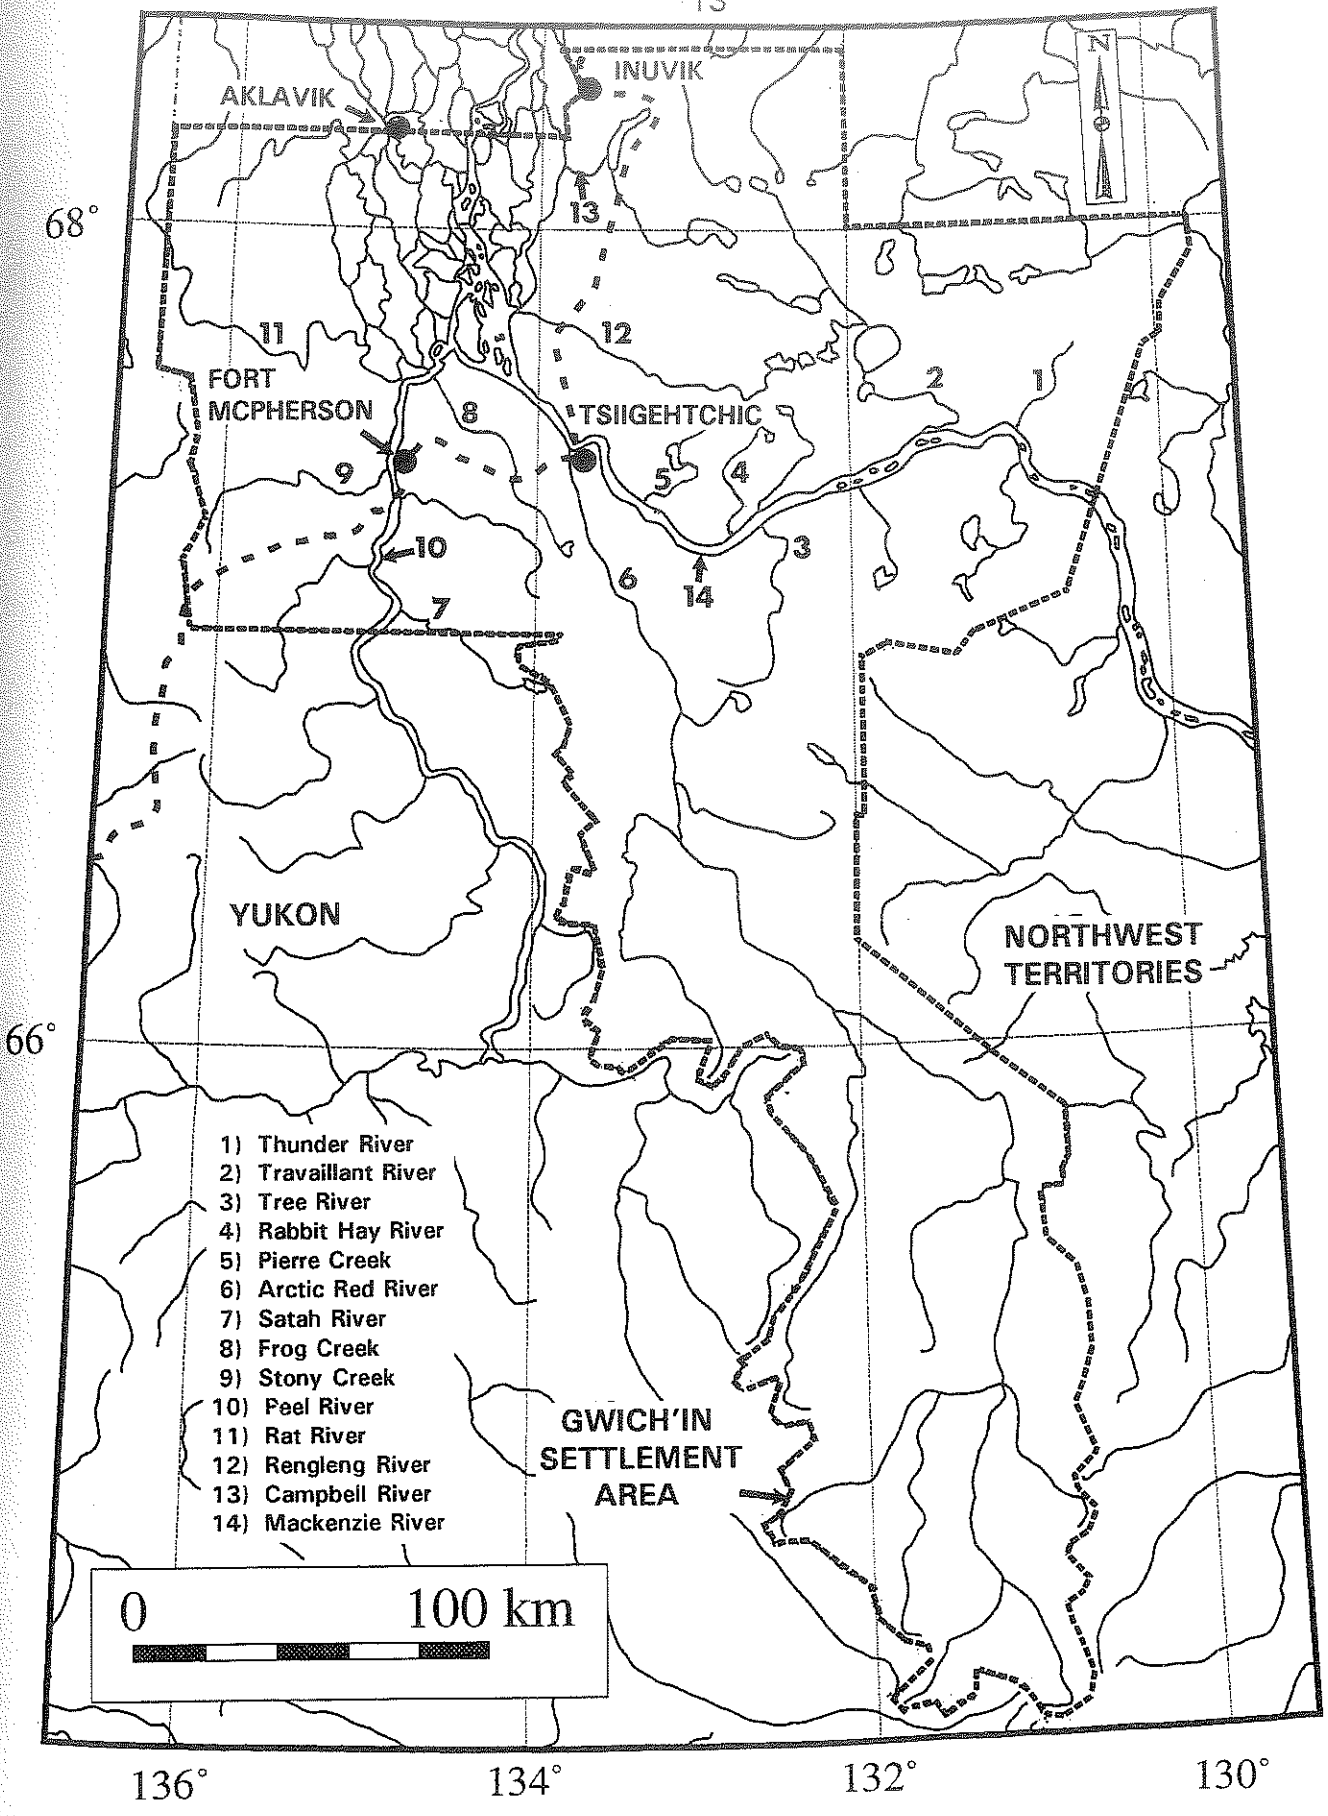 13
N
INUVIK
AKLAVIK
13
68°
11
12
FORT
MCPHERSON
8
TSIIGEHTCHIC
2
1
9
5
4
10
3
6
14
7
YUKON
NORTHWEST
TERRITORIES
66°
1) Thunder River
2) Travaillant River
3) Tree River
4) Rabbit Hay River
5) Pierre Creek
6) Arctic Red River
7) Satah River
8) Frog Creek
9) Stony Creek
10) Peel River
11) Rat River
12) Rengleng River
13) Campbell River
14) Mackenzie River
GWICH'IN
SETTLEMENT
AREA
0 100 km
136° 134° 132° 130°